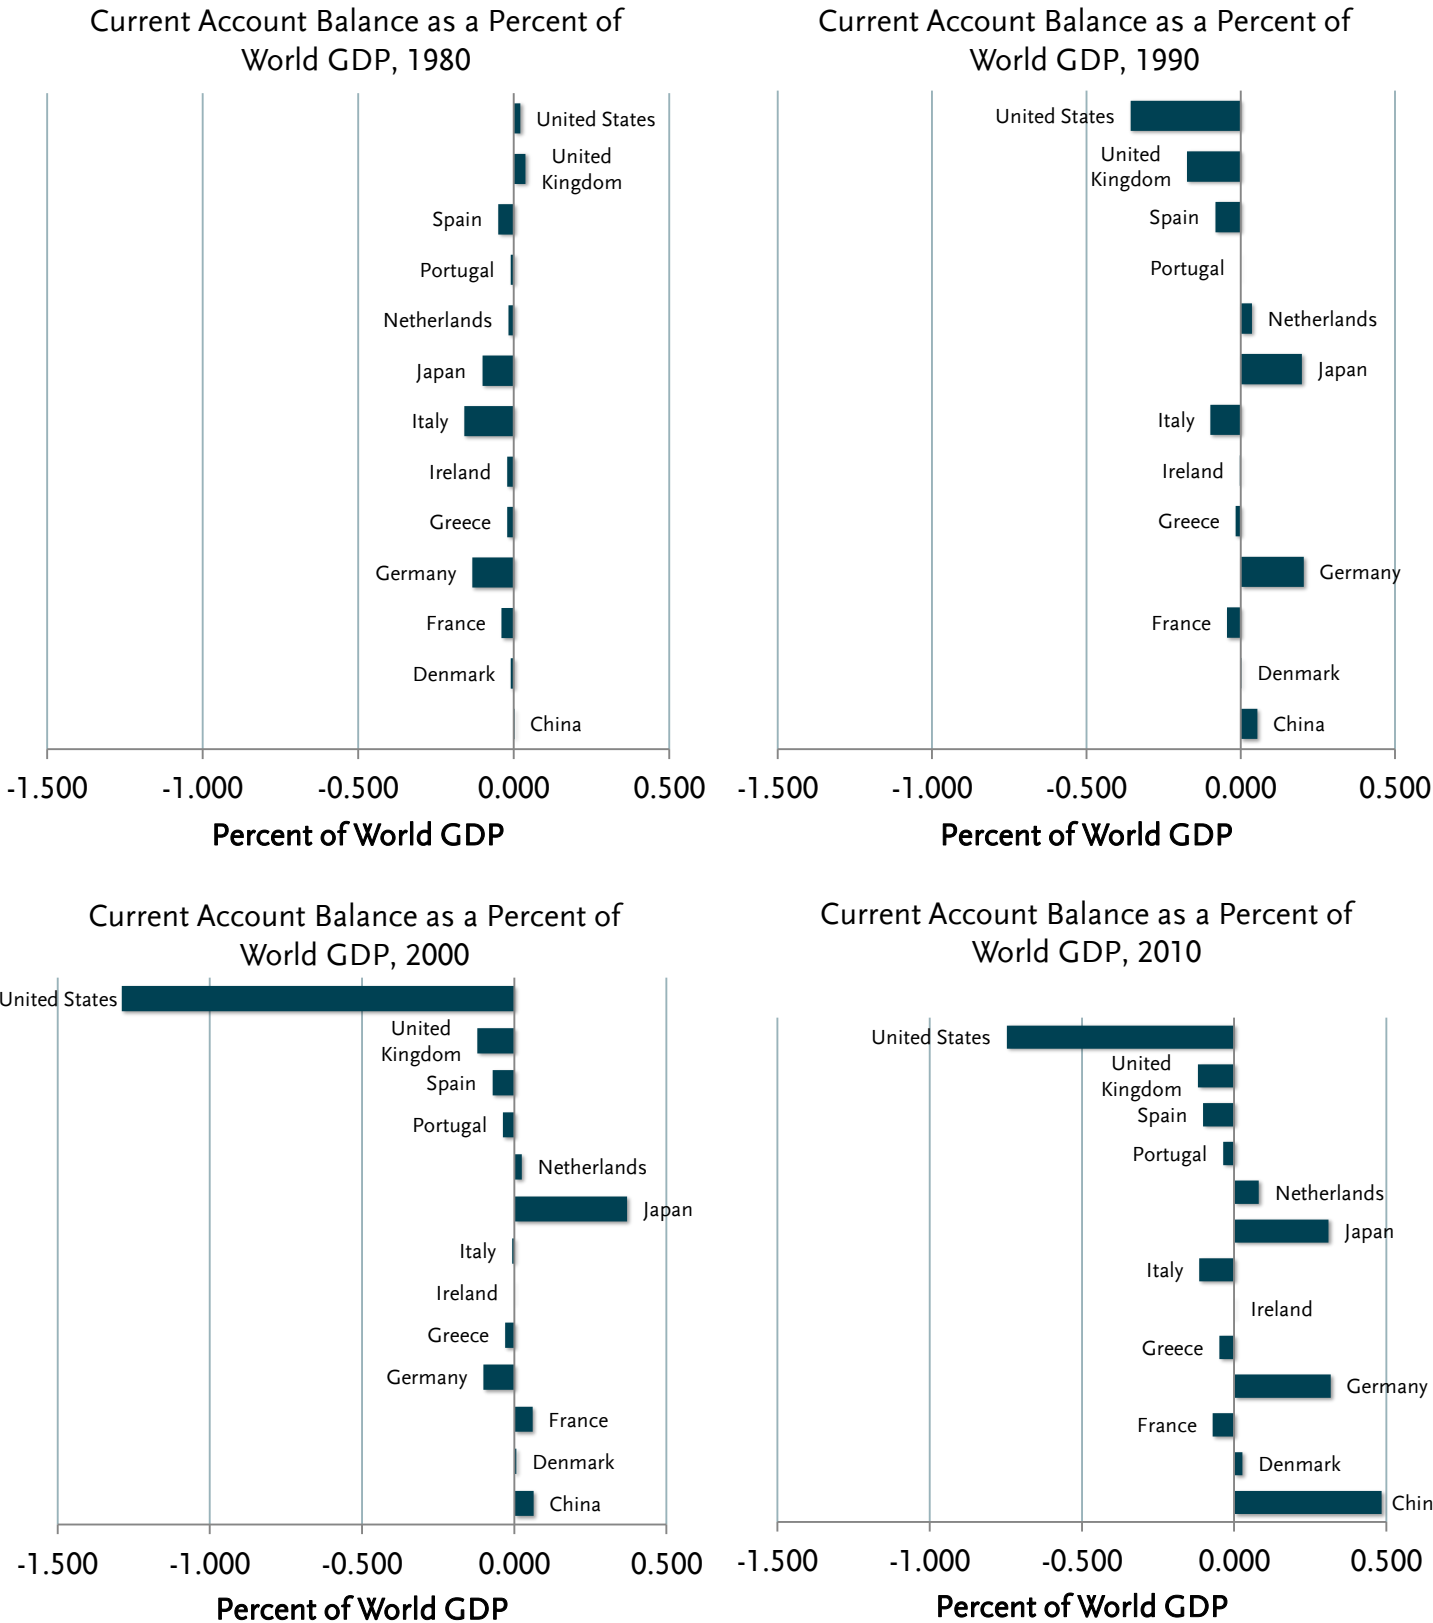 Current Account Balance as a Percent of
World GDP, 1980
United States
United
Kingdom
Spain
Portugal
Netherlands
Japan
Italy
Ireland
Greece
Germany
France
Denmark
China
-1.500 -1.000 -0.500 0.000 0.500
Percent of World GDP
Current Account Balance as a Percent of
World GDP, 1990
United States
United
Kingdom
Spain
Portugal
Netherlands
Japan
Italy
Ireland
Greece
Germany
France
Denmark
China
-1.500 -1.000 -0.500 0.000 0.500
Percent of World GDP
Current Account Balance as a Percent of
World GDP, 2000
United States
United
Kingdom
Spain
Portugal
Netherlands
Japan
Italy
Ireland
Greece
Germany
France
Denmark
China
-1.500 -1.000 -0.500 0.000 0.500
Percent of World GDP
Current Account Balance as a Percent of
World GDP, 2010
United States
United
Kingdom
Spain
Portugal
Netherlands
Japan
Italy
Ireland
Greece
Germany
France
Denmark
Chin
-1.500 -1.000 -0.500 0.000 0.500
Percent of World GDP